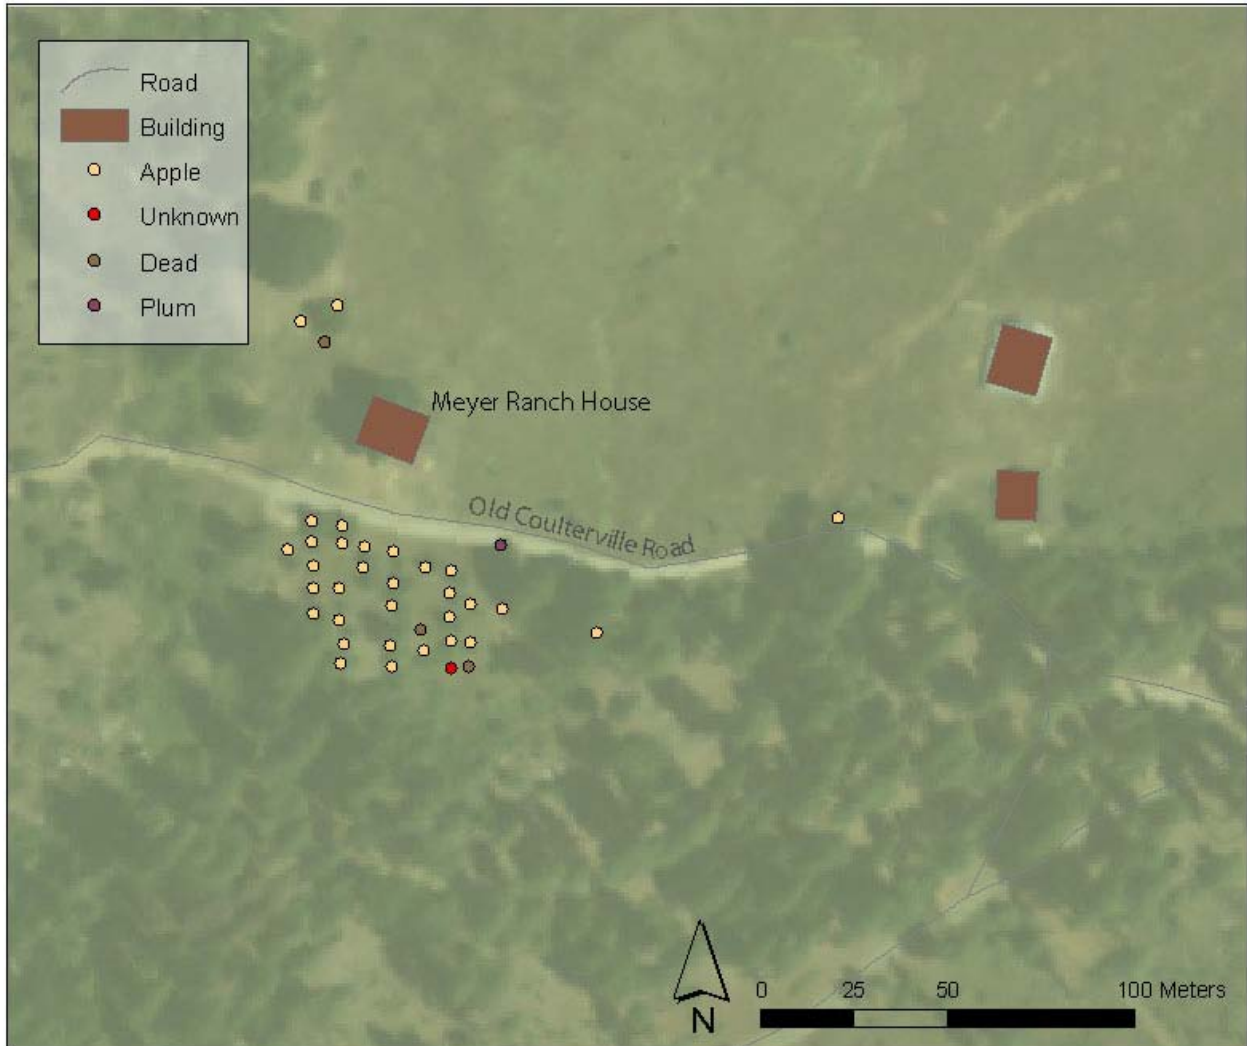 Road
Building
Apple
Unknown
Dead
Plum
Meyer Ranch House
Old Coulterville Road
0 25 50 100 Meters
N